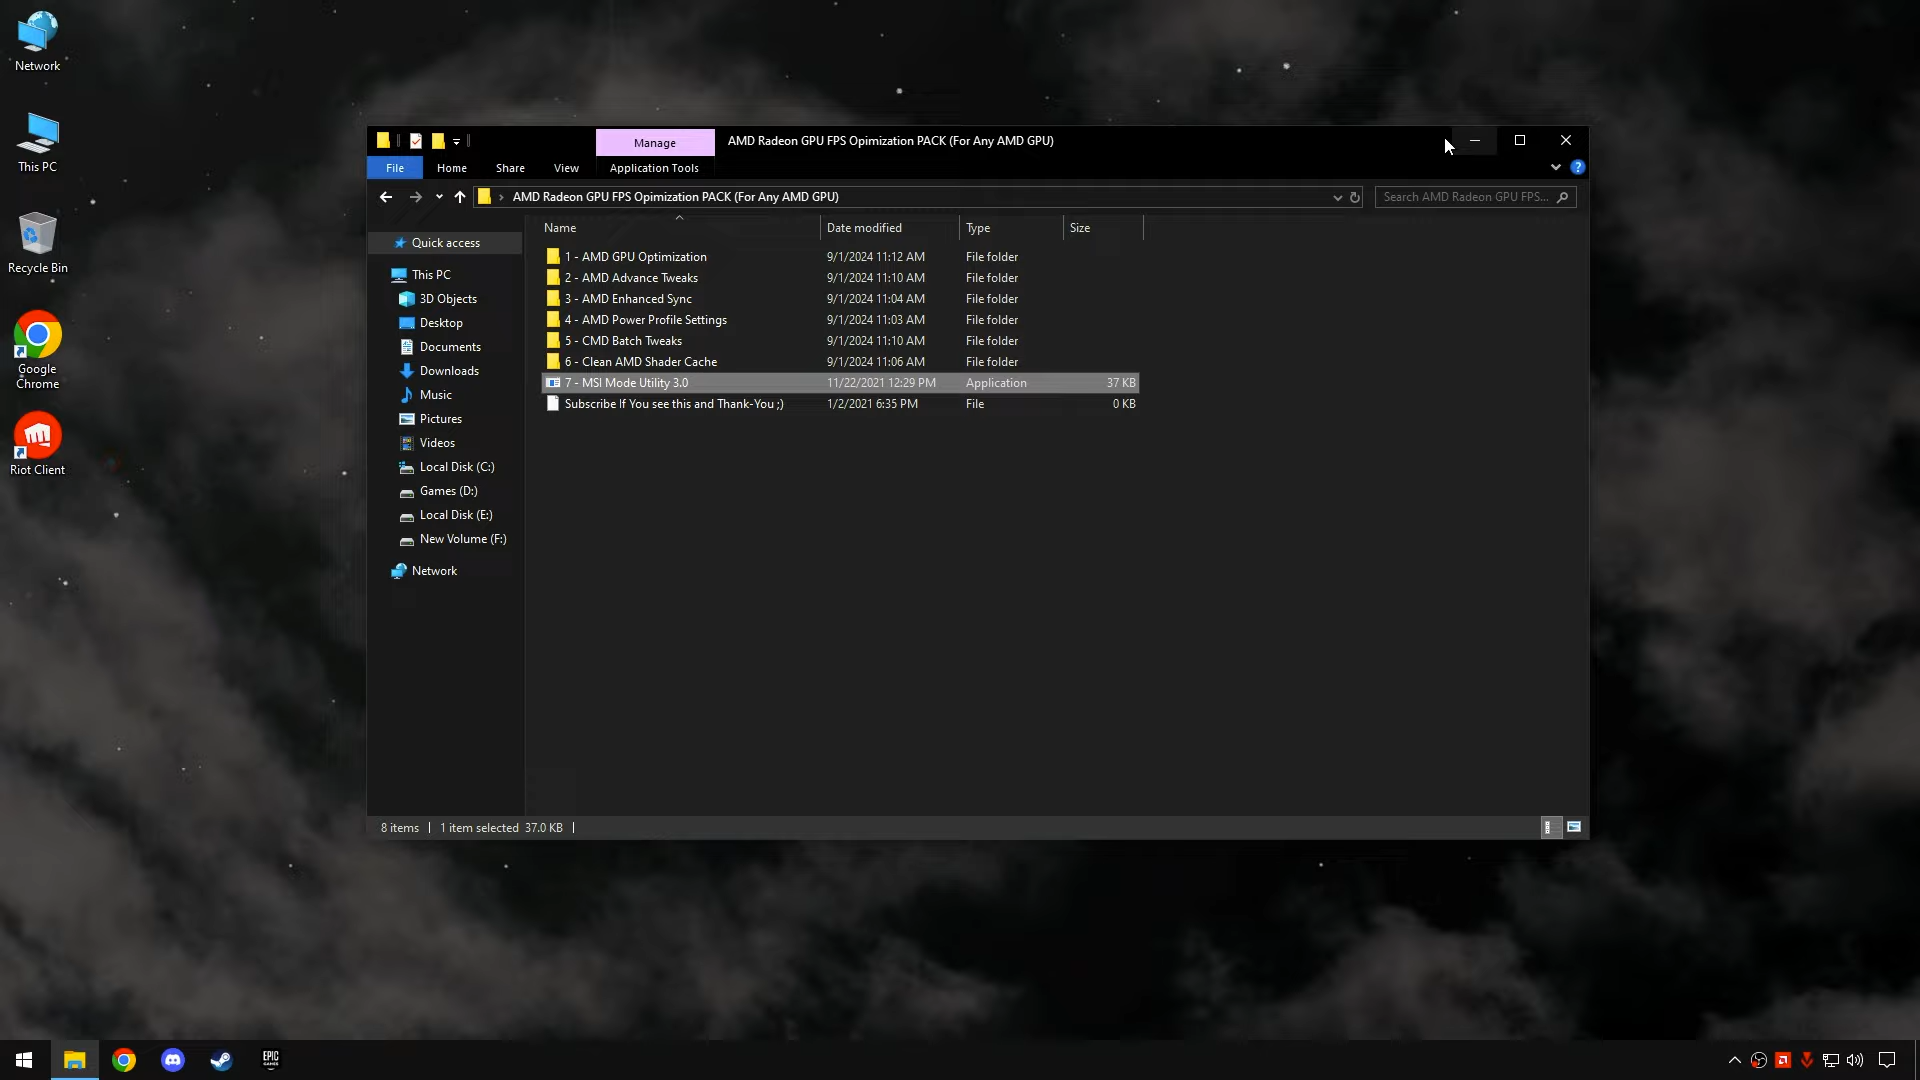 Network
This PC
Recycle Bin
Google
Chrome
Riot Client
Manage
AMD Radeon GPU FPS Opimization PACK (For Any AMD GPU)
File
Home
Share
View
Application Tools
?
AMD Radeon GPU FPS Opimization PACK (For Any AMD GPU)
Search AMD Radeon GPU FPS...
Name
Date modified
Type
Size
Quick access
This PC
3D Objects
Desktop
Documents
Downloads
Music
Pictures
Videos
Local Disk (C:)
Games (D:)
Local Disk (E:)
New Volume (F:)
Network
1 - AMD GPU Optimization 9/1/2024 11:12 AM File folder
2 - AMD Advance Tweaks 9/1/2024 11:10 AM File folder
3 - AMD Enhanced Sync 9/1/2024 11:04 AM File folder
4 - AMD Power Profile Settings 9/1/2024 11:03 AM File folder
5 - CMD Batch Tweaks 9/1/2024 11:10 AM File folder
6 - Clean AMD Shader Cache 9/1/2024 11:06 AM File folder
7 - MSI Mode Utility 3.0 11/22/2021 12:29 PM Application 37 KB
Subscribe If You see this and Thank-You ;) 1/2/2021 6:35 PM File 0 KB
8 items
1 item selected 37.0 KB
EPIC
GAMES